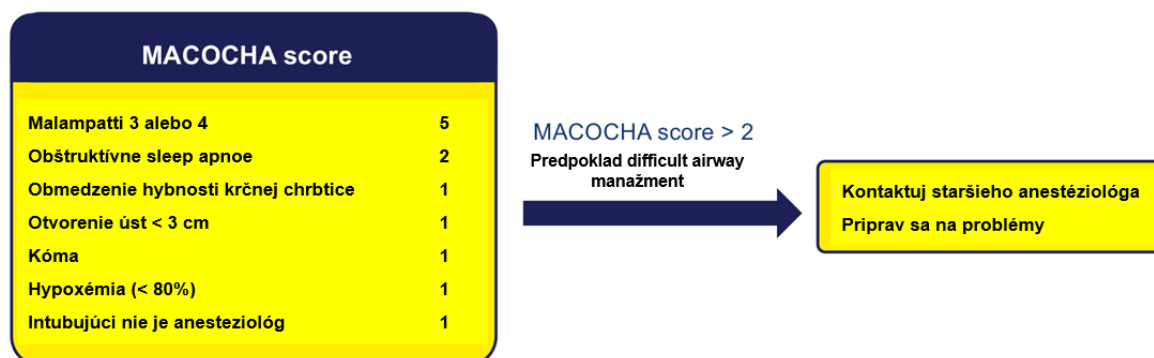 MACOCHA score
Malampatti 3 alebo 4 5
Obštruktívne sleep apnoe 2
Obmedzenie hybnosti krčnej chrbtice 1
Otvorenie úst < 3 cm 1
Kóma 1
Hypoxémia (< 80%) 1
Intubujúci nie je anesteziológ 1
MACOCHA score > 2
Predpoklad difficult airway
manažment
Kontaktuj staršieho anestéziológa
Priprav sa na problémy